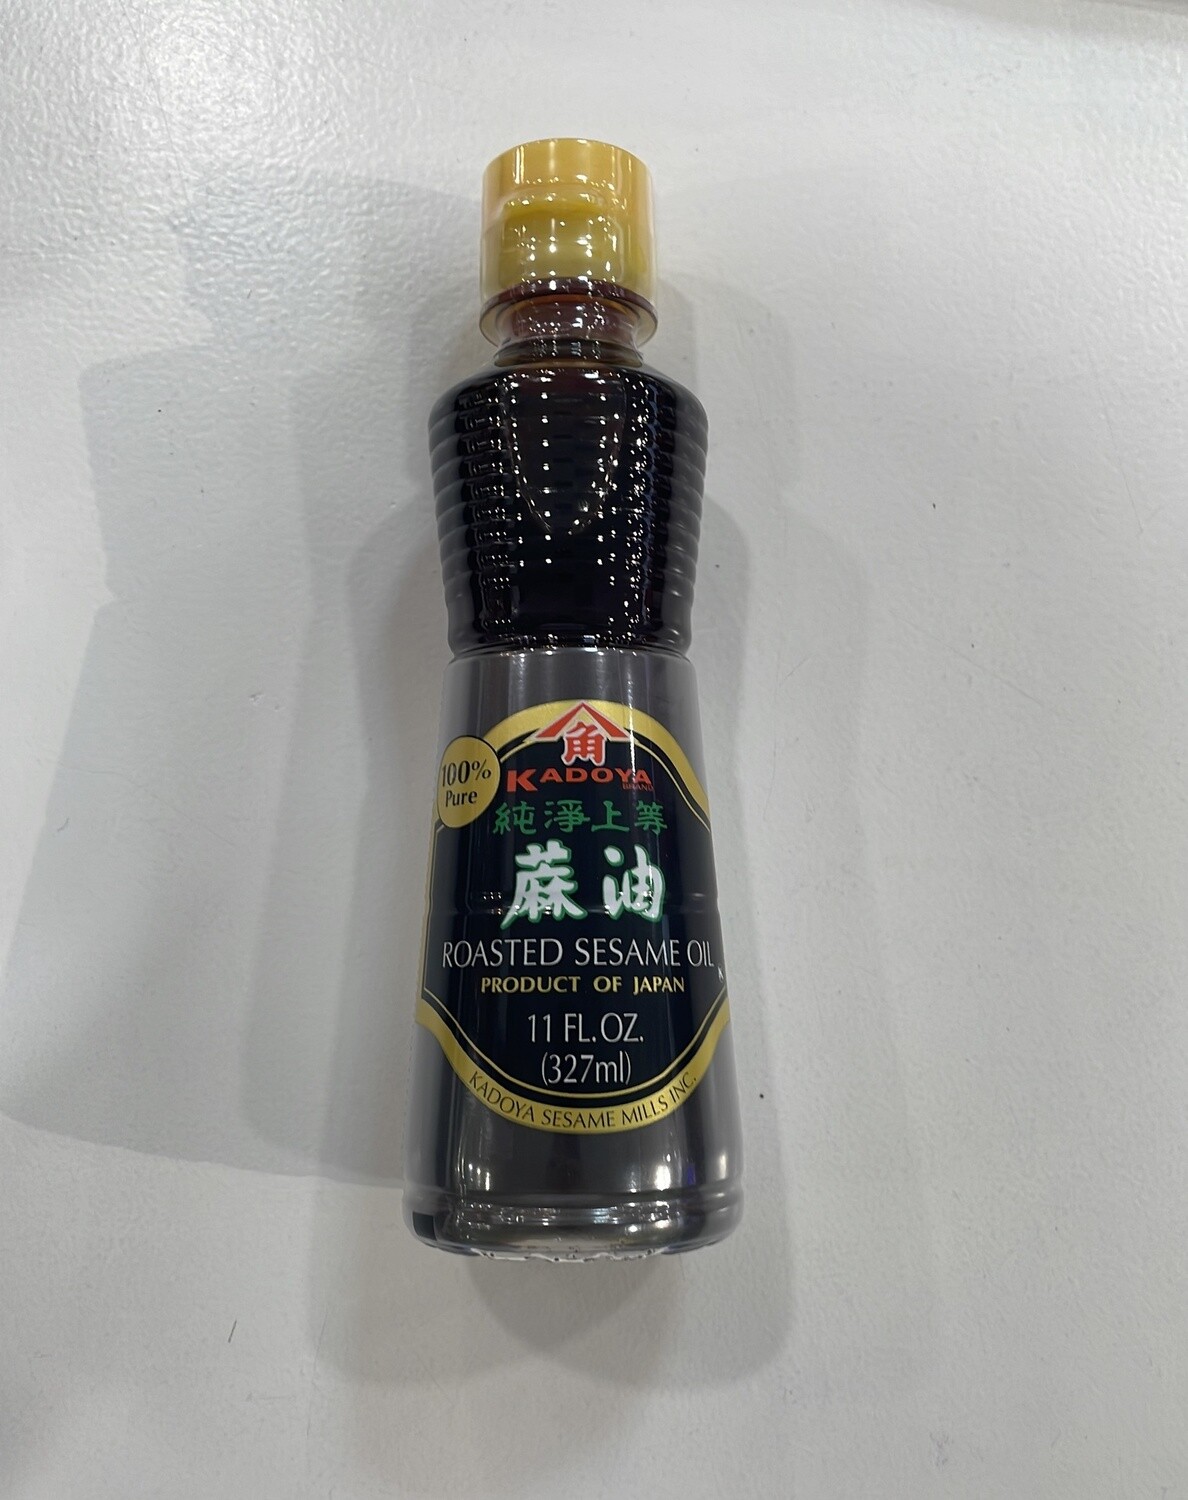 角
KADOYA
BRAND
100%
Pure
純淨上等
蔴油
ROASTED SESAME OIL
PRODUCT OF JAPAN
11 FL.OZ.
(327ml)
KADOYA SESAME MILLS INC.